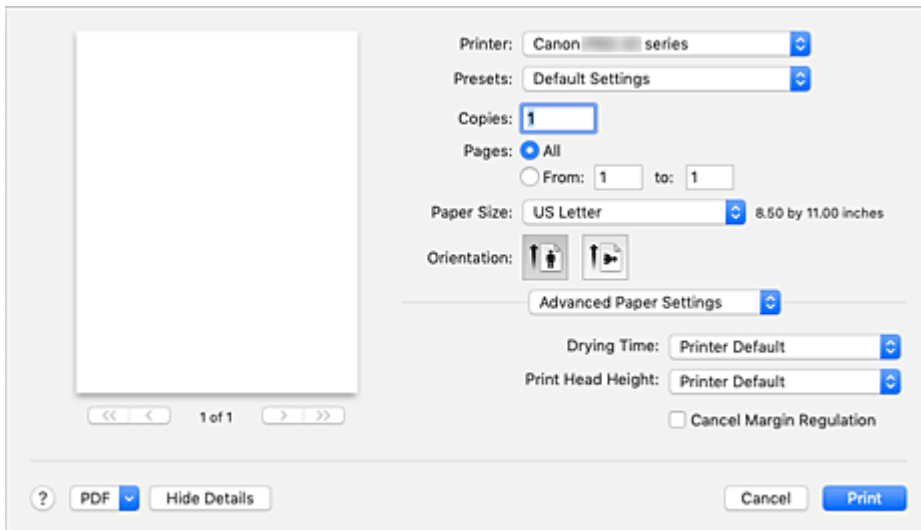 Printer: Canon series
Presets: Default Settings
Copies: 1
Pages: All
From: 1 to: 1
Paper Size: US Letter 8.50 by 11.00 inches
Orientation:
Advanced Paper Settings
Drying Time: Printer Default
Print Head Height: Printer Default
<< < 1 of 1 > >>
Cancel Margin Regulation
? PDF Hide Details Cancel Print